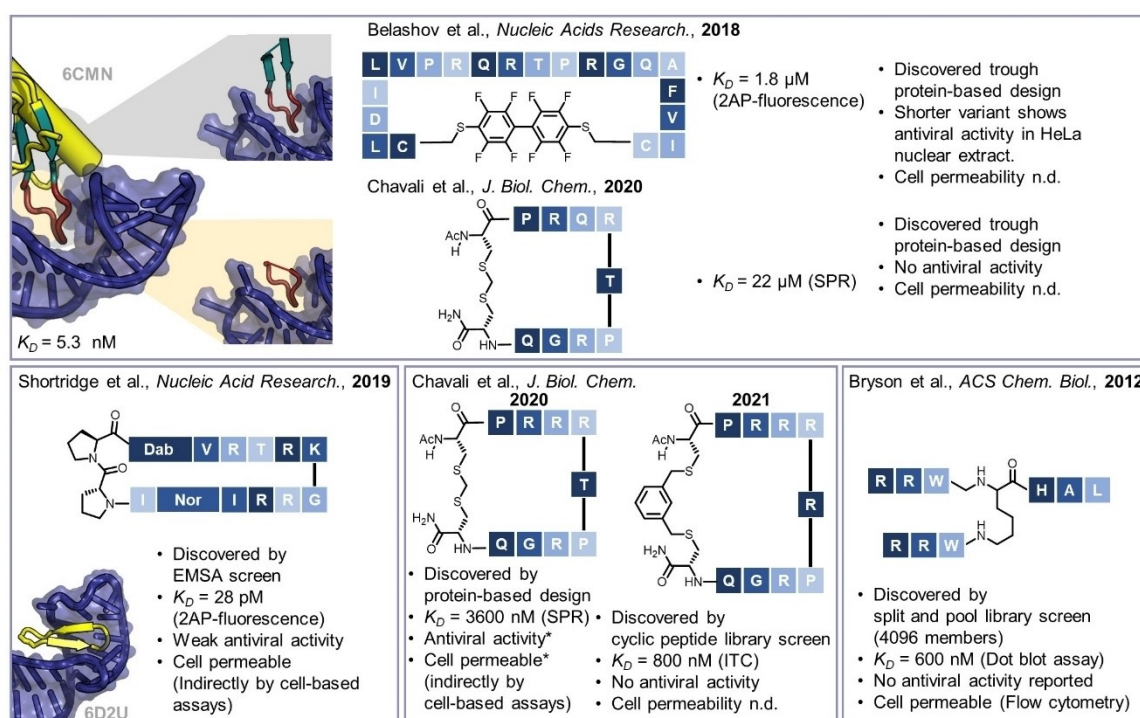 6CMN
K_D = 5.3 nM
Belashov et al., Nucleic Acids Research., 2018
L V P R Q R T P R G Q A
I F
D V
L C C I
F F F F
S S
F F F F
K_D = 1.8 µM
(2AP-fluorescence)
• Discovered trough
protein-based design
• Shorter variant shows
antiviral activity in HeLa
nuclear extract.
• Cell permeability n.d.
Chavali et al., J. Biol. Chem., 2020
O
P R Q R
AcN
H
S
S
T
H₂N
O
HN
Q G R P
• K_D = 22 µM (SPR)
• Discovered trough
protein-based design
• No antiviral activity
• Cell permeability n.d.
Shortridge et al., Nucleic Acid Research., 2019
O
Dab V R T R K
N
O
N
I Nor I R R G
• Discovered by
EMSA screen
• K_D = 28 pM
(2AP-fluorescence)
• Weak antiviral activity
• Cell permeable
(Indirectly by cell-based
assays)
6D2U
Chavali et al., J. Biol. Chem.
2020
O
P R R R
AcN
H
S
S
T
H₂N
O
HN
Q G R P
• Discovered by
protein-based design
• K_D = 3600 nM (SPR)
• Antiviral activity*
• Cell permeable*
(indirectly by
cell-based assays)
2021
O
P R R R
AcN
H
S
S
R
H₂N
O
HN
Q G R P
• Discovered by
cyclic peptide library screen
• K_D = 800 nM (ITC)
• No antiviral activity
• Cell permeability n.d.
Bryson et al., ACS Chem. Biol., 2012
H O
R R W N H A L
H
R R W N
• Discovered by
split and pool library screen
(4096 members)
• K_D = 600 nM (Dot blot assay)
• No antiviral activity reported
• Cell permeable (Flow cytometry)